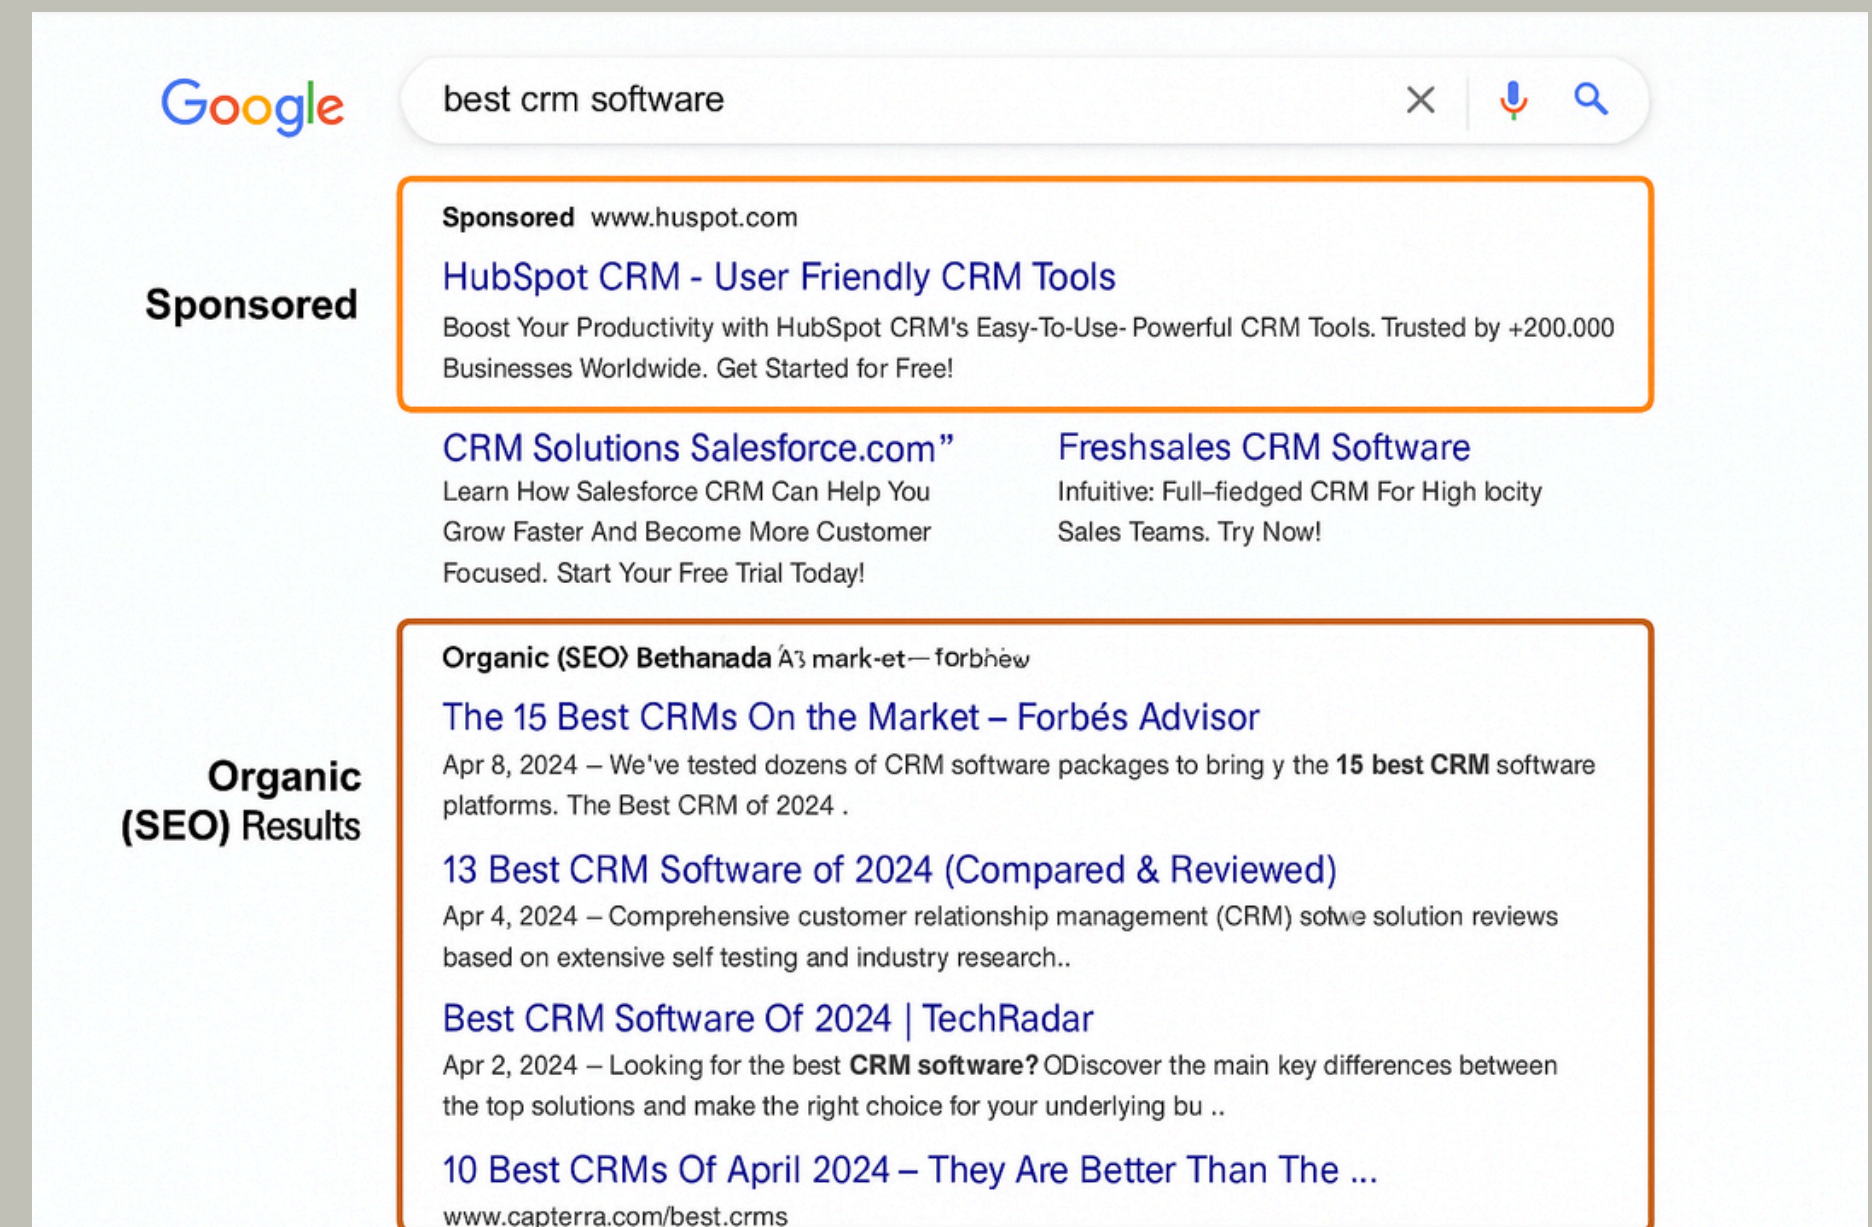 Google
best crm software
Sponsored
Sponsored www.huspot.com
HubSpot CRM - User Friendly CRM Tools
Boost Your Productivity with HubSpot CRM's Easy-To-Use- Powerful CRM Tools. Trusted by +200.000
Businesses Worldwide. Get Started for Free!
CRM Solutions Salesforce.com”
Learn How Salesforce CRM Can Help You
Grow Faster And Become More Customer
Focused. Start Your Free Trial Today!
Freshsales CRM Software
Infuitive: Full–fiedged CRM For High locity
Sales Teams. Try Now!
Organic
(SEO) Results
Organic (SEO) Bethanada mark-et—
The 15 Best CRMs On the Market – Forbés Advisor
Apr 8, 2024 – We've tested dozens of CRM software packages to bring y the 15 best CRM software
platforms. The Best CRM of 2024 .
13 Best CRM Software of 2024 (Compared & Reviewed)
Apr 4, 2024 – Comprehensive customer relationship management (CRM) solution reviews
based on extensive self testing and industry research..
Best CRM Software Of 2024 | TechRadar
Apr 2, 2024 – Looking for the best CRM software? ODiscover the main key differences between
the top solutions and make the right choice for your underlying bu ..
10 Best CRMs Of April 2024 – They Are Better Than The ...
www.capterra.com/best.crms